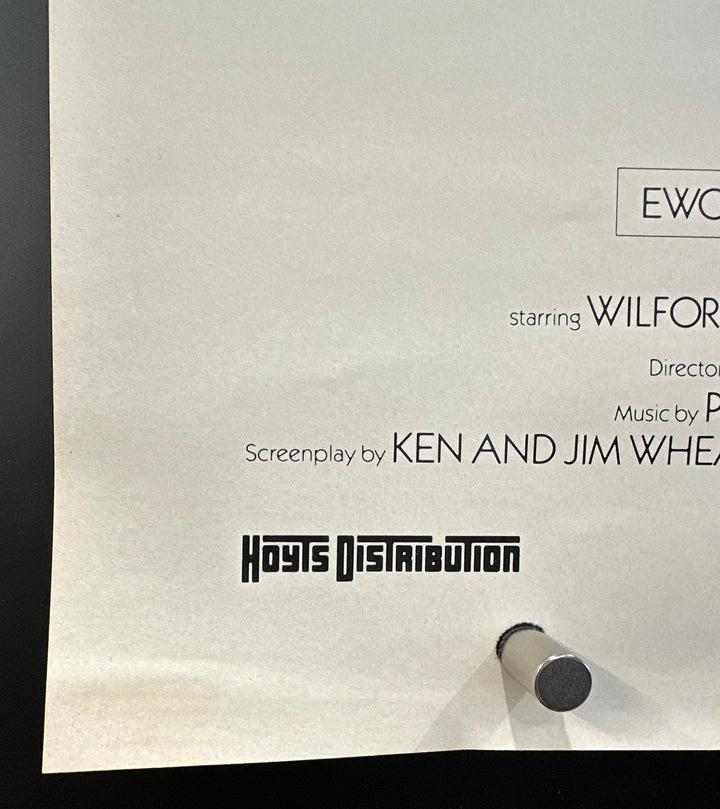 EWO
starring WILFOR
Director
Music by P
Screenplay by KEN AND JIM WHEA
HOYTS DISTRIBUTION